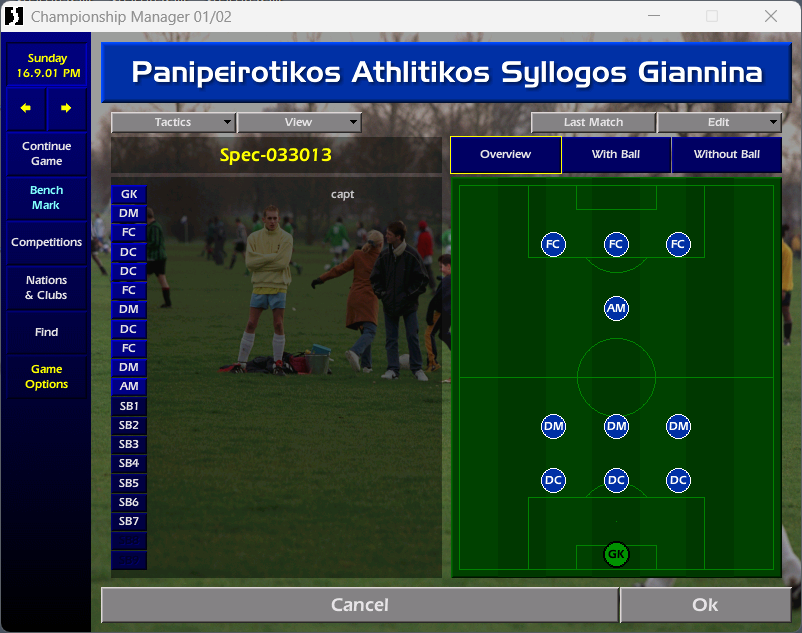 Championship Manager 01/02
Sunday
16.9.01 PM
Continue
Game
Bench
Mark
Competitions
Nations
& Clubs
Find
Game
Options
Panipeirotikos Athlitikos Syllogos Giannina
Tactics
View
Last Match
Edit
Spec-033013
Overview
With Ball
Without Ball
GK capt
DM
FC
DC
DC
FC
DM
DC
FC
DM
AM
SB1
SB2
SB3
SB4
SB5
SB6
SB7
FC FC FC
AM
DM DM DM
DC DC DC
GK
Cancel
Ok